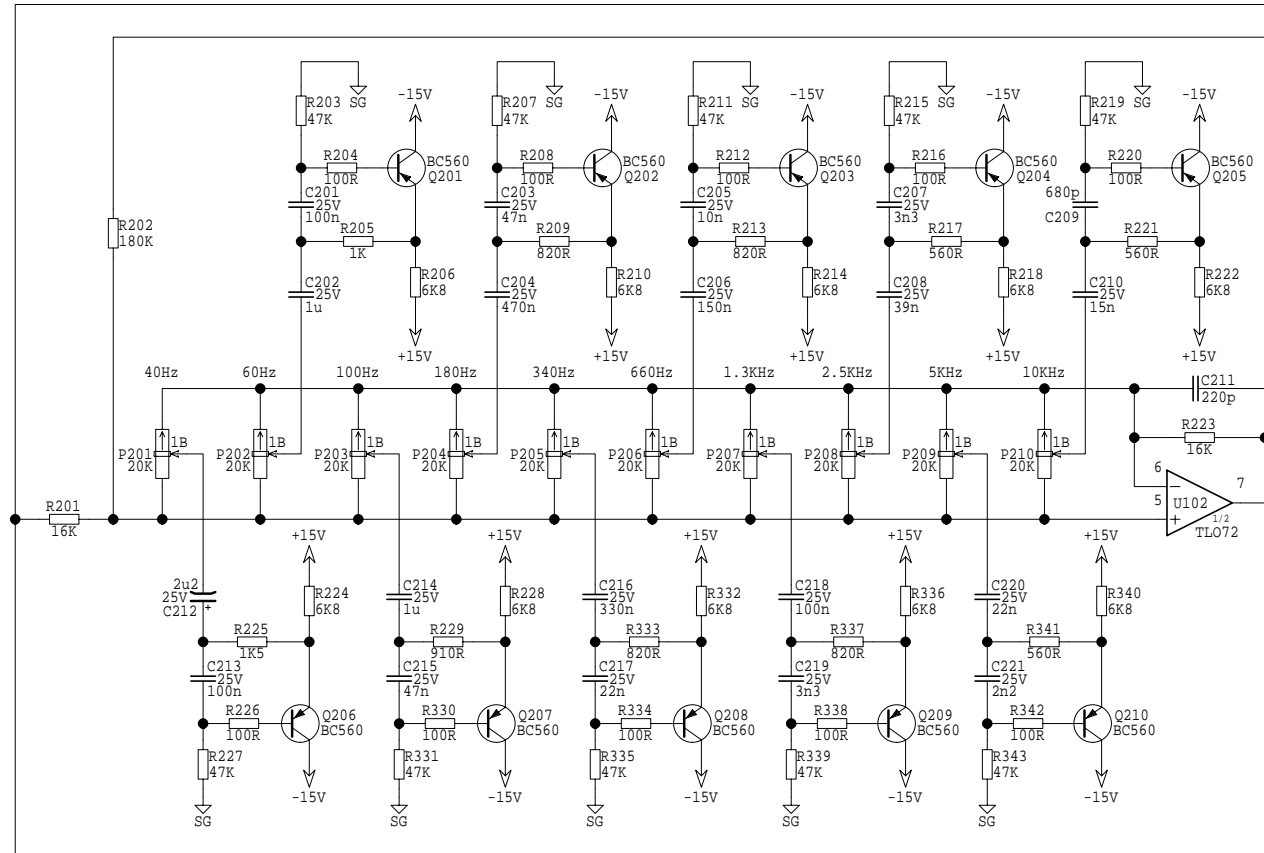 SG
SG
SG
SG
SG
R203
47K
R207
47K
R211
47K
R215
47K
R219
47K
-15V
-15V
-15V
-15V
-15V
R204
100R
BC560
Q201
R208
100R
BC560
Q202
R212
100R
BC560
Q203
R216
100R
BC560
Q204
R220
100R
BC560
Q205
C201
25V
100n
C203
25V
47n
C205
25V
10n
C207
25V
3n3
680p
C209
R202
180K
R205
1K
R209
820R
R213
820R
R217
560R
R221
560R
R206
6K8
R210
6K8
R214
6K8
R218
6K8
R222
6K8
C202
25V
1u
C204
25V
470n
C206
25V
150n
C208
25V
39n
C210
25V
15n
+15V
+15V
+15V
+15V
+15V
40Hz
60Hz
100Hz
180Hz
340Hz
660Hz
1.3KHz
2.5KHz
5KHz
10KHz
C211
220p
R223
16K
P201
20K
1B
P202
20K
1B
P203
20K
1B
P204
20K
1B
P205
20K
1B
P206
20K
1B
P207
20K
1B
P208
20K
1B
P209
20K
1B
P210
20K
1B
6
5
7
-
+
U102
1/2
TL072
R201
16K
+15V
+15V
+15V
+15V
+15V
2u2
25V
C212
+
R224
6K8
C214
25V
1u
R228
6K8
C216
25V
330n
R332
6K8
C218
25V
100n
R336
6K8
C220
25V
22n
R340
6K8
R225
1K5
R229
910R
R333
820R
R337
820R
R341
560R
C213
25V
100n
C215
25V
47n
C217
25V
22n
C219
25V
3n3
C221
25V
2n2
R226
100R
Q206
BC560
R330
100R
Q207
BC560
R334
100R
Q208
BC560
R338
100R
Q209
BC560
R342
100R
Q210
BC560
R227
47K
R331
47K
R335
47K
R339
47K
R343
47K
-15V
-15V
-15V
-15V
-15V
SG
SG
SG
SG
SG